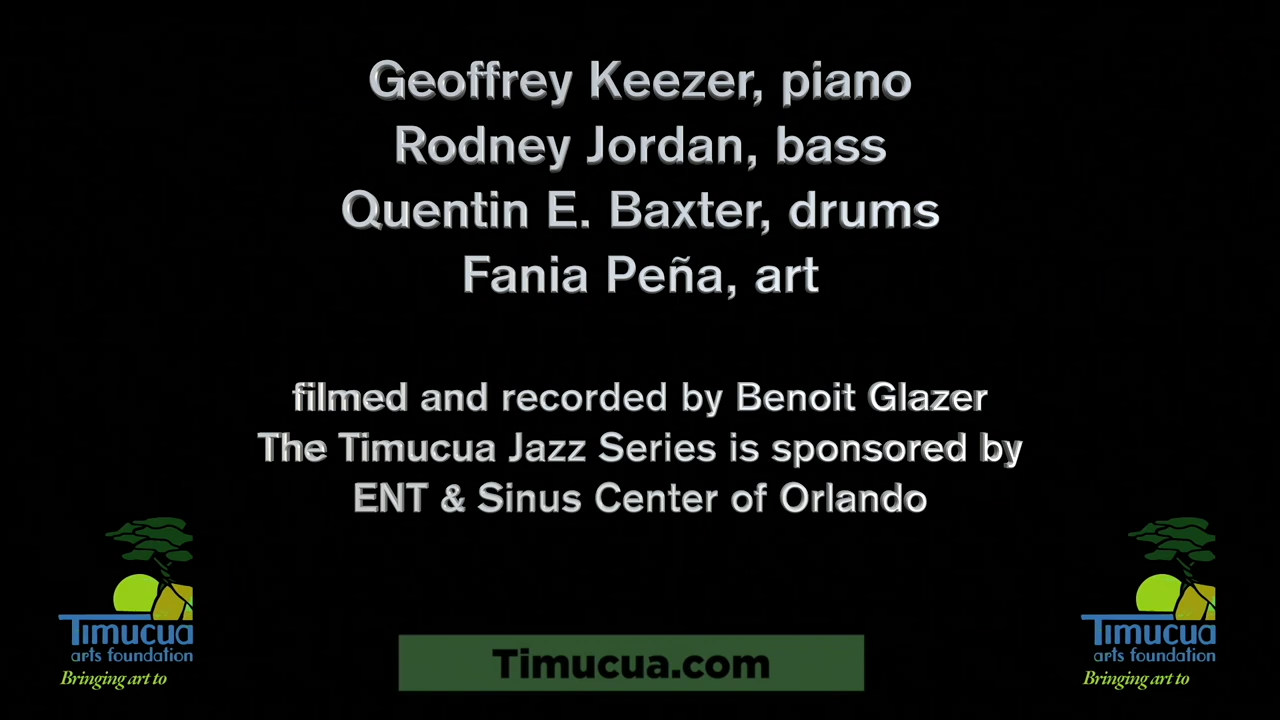 Geoffrey Keezer, piano
Rodney Jordan, bass
Quentin E. Baxter, drums
Fania Peña, art
filmed and recorded by Benoit Glazer
The Timucua Jazz Series is sponsored by
ENT & Sinus Center of Orlando
Timucua
arts foundation
Bringing art to
Timucua.com
Timucua
arts foundation
Bringing art to